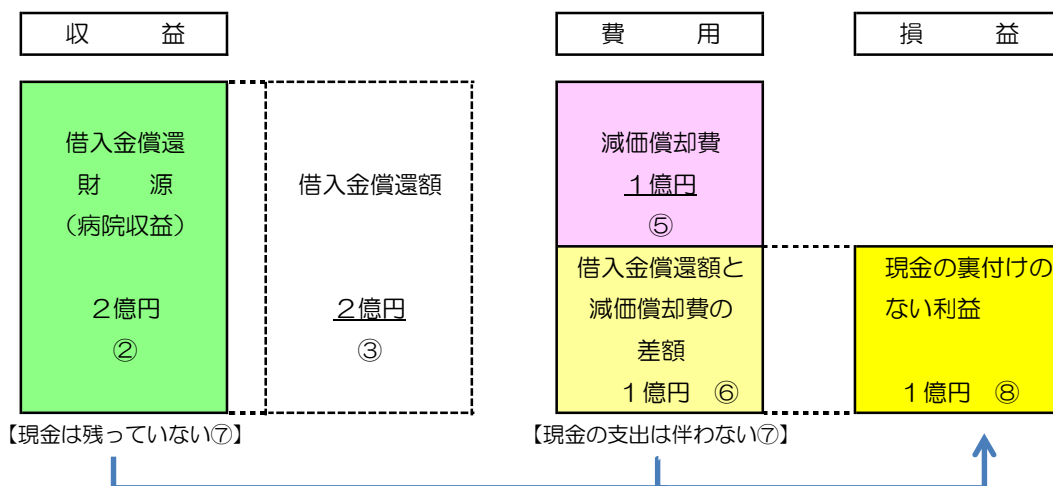 収　　益
費　　用
損　　益
借入金償還
財　　源
（病院収益）
２億円
②
借入金償還額
２億円
③
減価償却費
１億円
⑤
借入金償還額と
減価償却費の
差額
１億円　⑥
現金の裏付けの
ない利益
１億円　⑧
【現金は残っていない⑦】
【現金の支出は伴わない⑦】